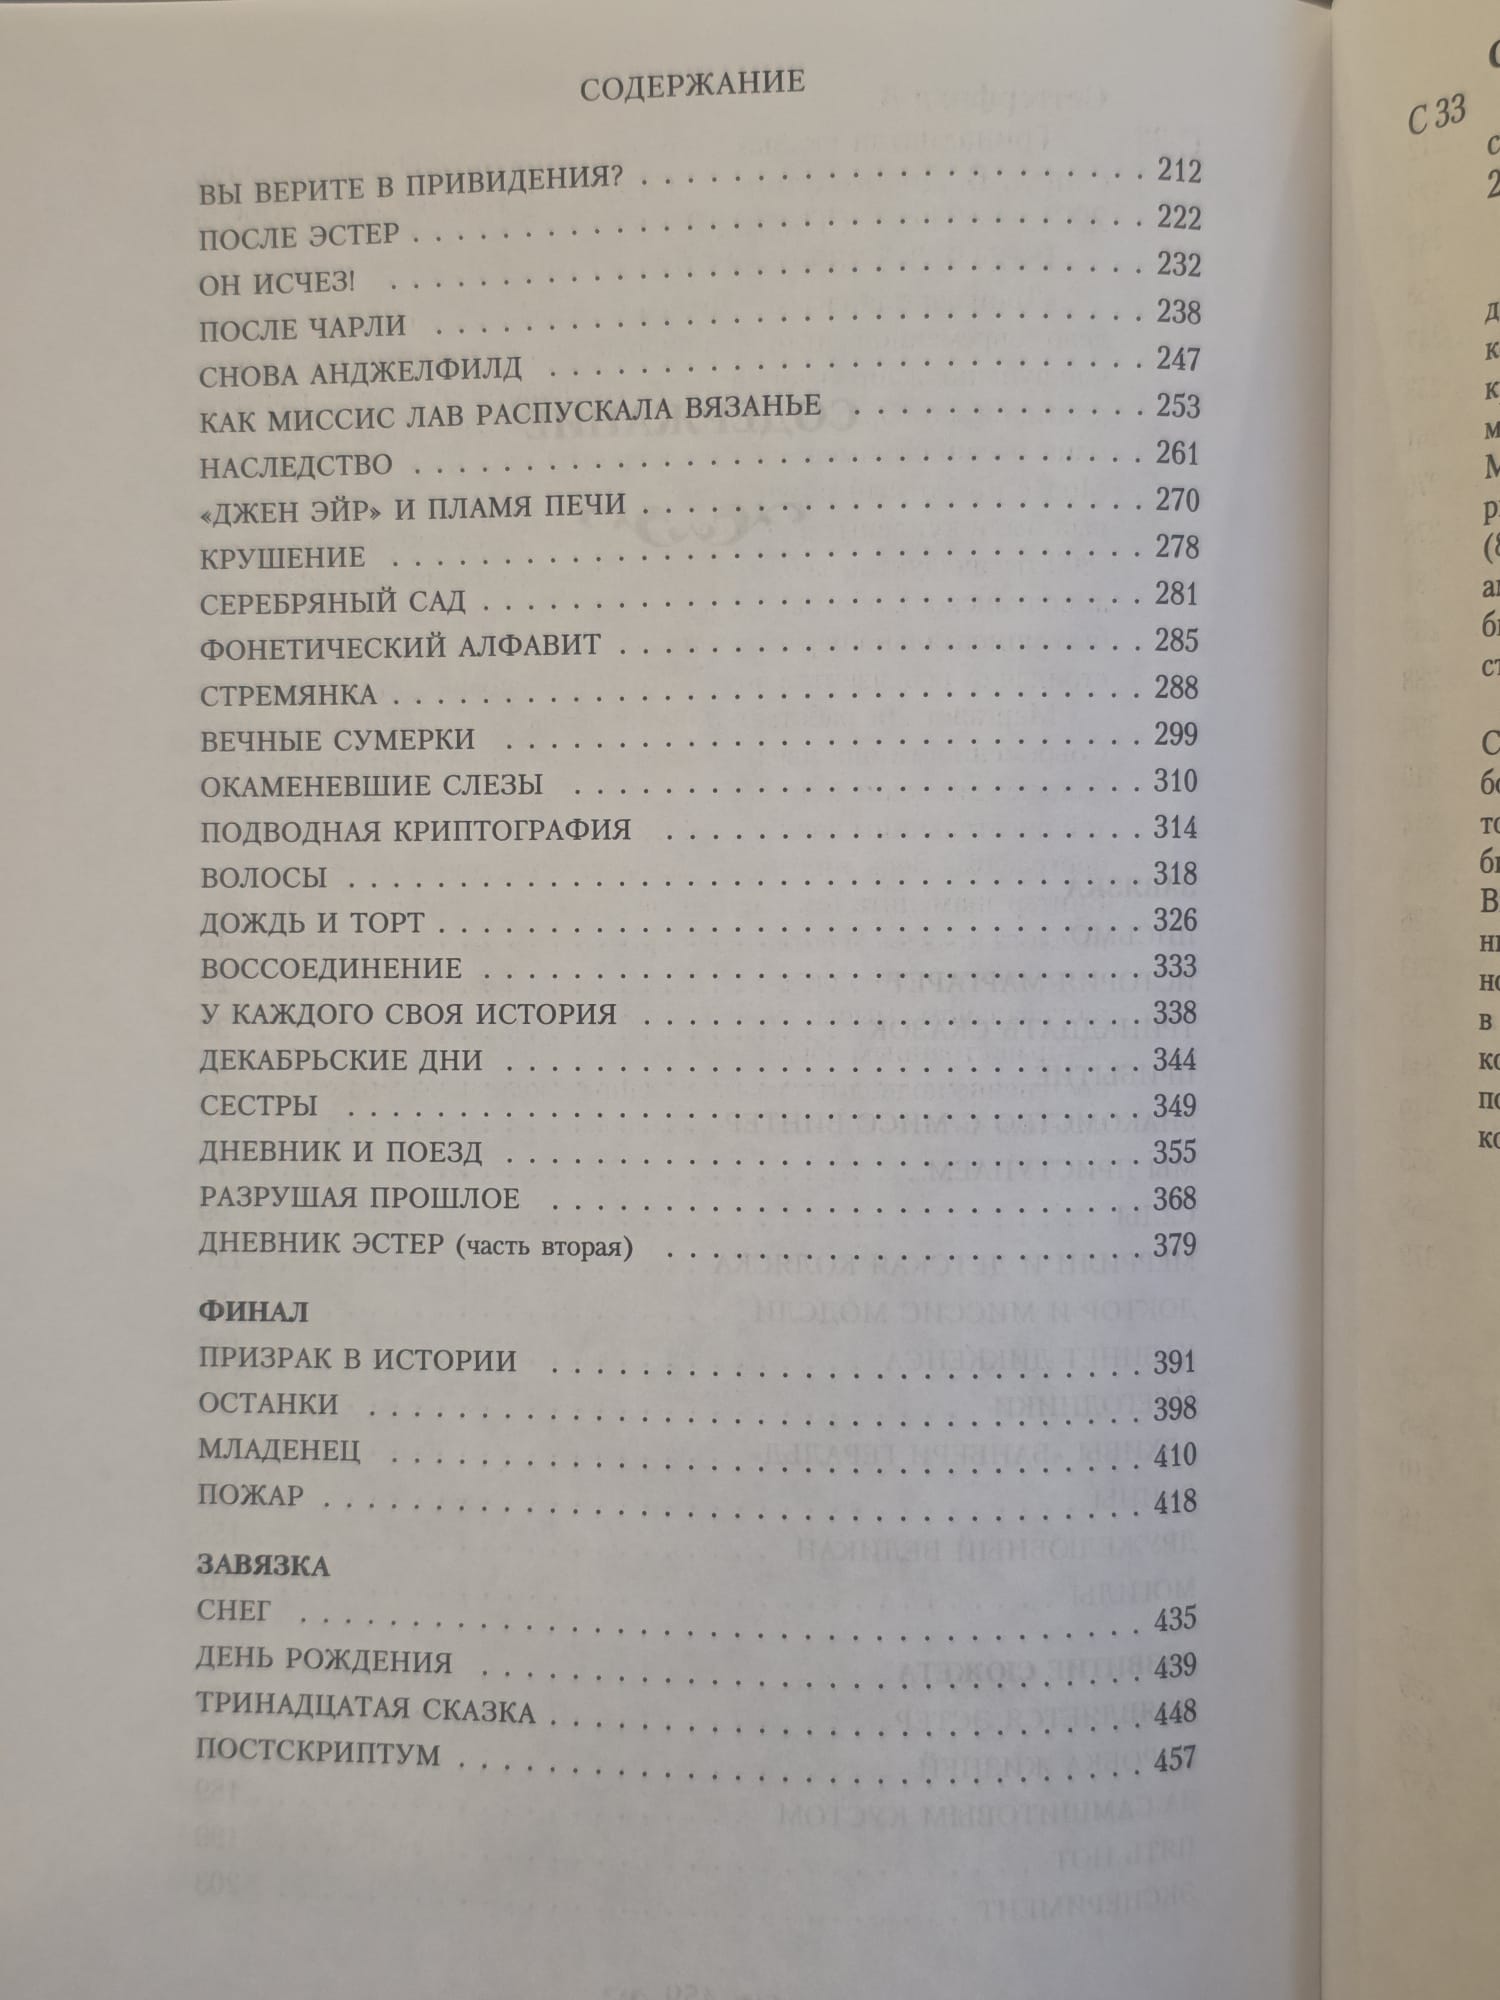 СОДЕРЖАНИЕ
ВЫ ВЕРИТЕ В ПРИВИДЕНИЯ? . . . . . . . . . . . . . . . . . . . . . . 212
ПОСЛЕ ЭСТЕР . . . . . . . . . . . . . . . . . . . . . . . . . . . . . . . . 222
ОН ИСЧЕЗ! . . . . . . . . . . . . . . . . . . . . . . . . . . . . . . . . . 232
ПОСЛЕ ЧАРЛИ . . . . . . . . . . . . . . . . . . . . . . . . . . . . . . . 238
СНОВА АНДЖЕЛФИЛД . . . . . . . . . . . . . . . . . . . . . . . . . . 247
КАК МИССИС ЛАВ РАСПУСКАЛА ВЯЗАНЬЕ . . . . . . . . . . . . . 253
НАСЛЕДСТВО . . . . . . . . . . . . . . . . . . . . . . . . . . . . . . . . 261
«ДЖЕН ЭЙР» И ПЛАМЯ ПЕЧИ . . . . . . . . . . . . . . . . . . . . . . 270
КРУШЕНИЕ . . . . . . . . . . . . . . . . . . . . . . . . . . . . . . . . . 278
СЕРЕБРЯНЫЙ САД . . . . . . . . . . . . . . . . . . . . . . . . . . . . . 281
ФОНЕТИЧЕСКИЙ АЛФАВИТ . . . . . . . . . . . . . . . . . . . . . . . 285
СТРЕМЯНКА . . . . . . . . . . . . . . . . . . . . . . . . . . . . . . . . . 288
ВЕЧНЫЕ СУМЕРКИ . . . . . . . . . . . . . . . . . . . . . . . . . . . . 299
ОКАМЕНЕВШИЕ СЛЕЗЫ . . . . . . . . . . . . . . . . . . . . . . . . . 310
ПОДВОДНАЯ КРИПТОГРАФИЯ . . . . . . . . . . . . . . . . . . . . . 314
ВОЛОСЫ . . . . . . . . . . . . . . . . . . . . . . . . . . . . . . . . . . . 318
ДОЖДЬ И ТОРТ . . . . . . . . . . . . . . . . . . . . . . . . . . . . . . . 326
ВОССОЕДИНЕНИЕ . . . . . . . . . . . . . . . . . . . . . . . . . . . . . 333
У КАЖДОГО СВОЯ ИСТОРИЯ . . . . . . . . . . . . . . . . . . . . . . 338
ДЕКАБРЬСКИЕ ДНИ . . . . . . . . . . . . . . . . . . . . . . . . . . . . 344
СЕСТРЫ . . . . . . . . . . . . . . . . . . . . . . . . . . . . . . . . . . . 349
ДНЕВНИК И ПОЕЗД . . . . . . . . . . . . . . . . . . . . . . . . . . . . 355
РАЗРУШАЯ ПРОШЛОЕ . . . . . . . . . . . . . . . . . . . . . . . . . . 368
ДНЕВНИК ЭСТЕР (часть вторая) . . . . . . . . . . . . . . . . . . . . . 379
ФИНАЛ
ПРИЗРАК В ИСТОРИИ . . . . . . . . . . . . . . . . . . . . . . . . . . 391
ОСТАНКИ . . . . . . . . . . . . . . . . . . . . . . . . . . . . . . . . . . 398
МЛАДЕНЕЦ . . . . . . . . . . . . . . . . . . . . . . . . . . . . . . . . . 410
ПОЖАР . . . . . . . . . . . . . . . . . . . . . . . . . . . . . . . . . . . . 418
ЗАВЯЗКА
СНЕГ . . . . . . . . . . . . . . . . . . . . . . . . . . . . . . . . . . . . . 435
ДЕНЬ РОЖДЕНИЯ . . . . . . . . . . . . . . . . . . . . . . . . . . . . . 439
ТРИНАДЦАТАЯ СКАЗКА . . . . . . . . . . . . . . . . . . . . . . . . . . 448
ПОСТСКРИПТУМ . . . . . . . . . . . . . . . . . . . . . . . . . . . . . . 457
С 33